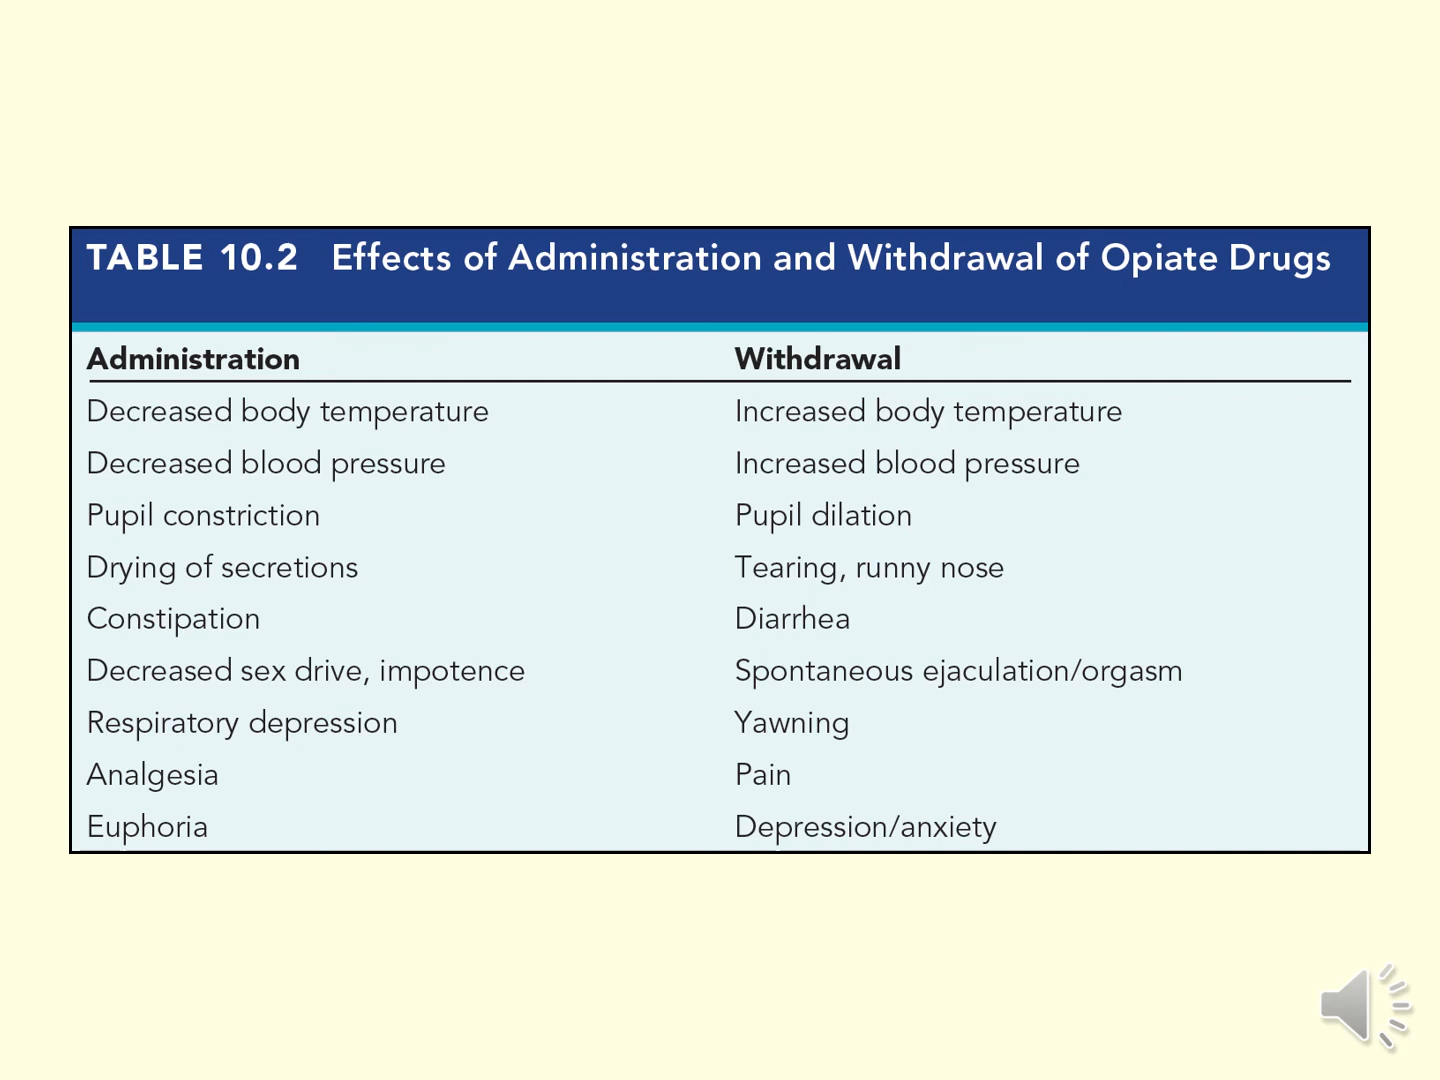 TABLE 10.2 Effects of Administration and Withdrawal of Opiate Drugs
Administration Withdrawal
Decreased body temperature Increased body temperature
Decreased blood pressure Increased blood pressure
Pupil constriction Pupil dilation
Drying of secretions Tearing, runny nose
Constipation Diarrhea
Decreased sex drive, impotence Spontaneous ejaculation/orgasm
Respiratory depression Yawning
Analgesia Pain
Euphoria Depression/anxiety